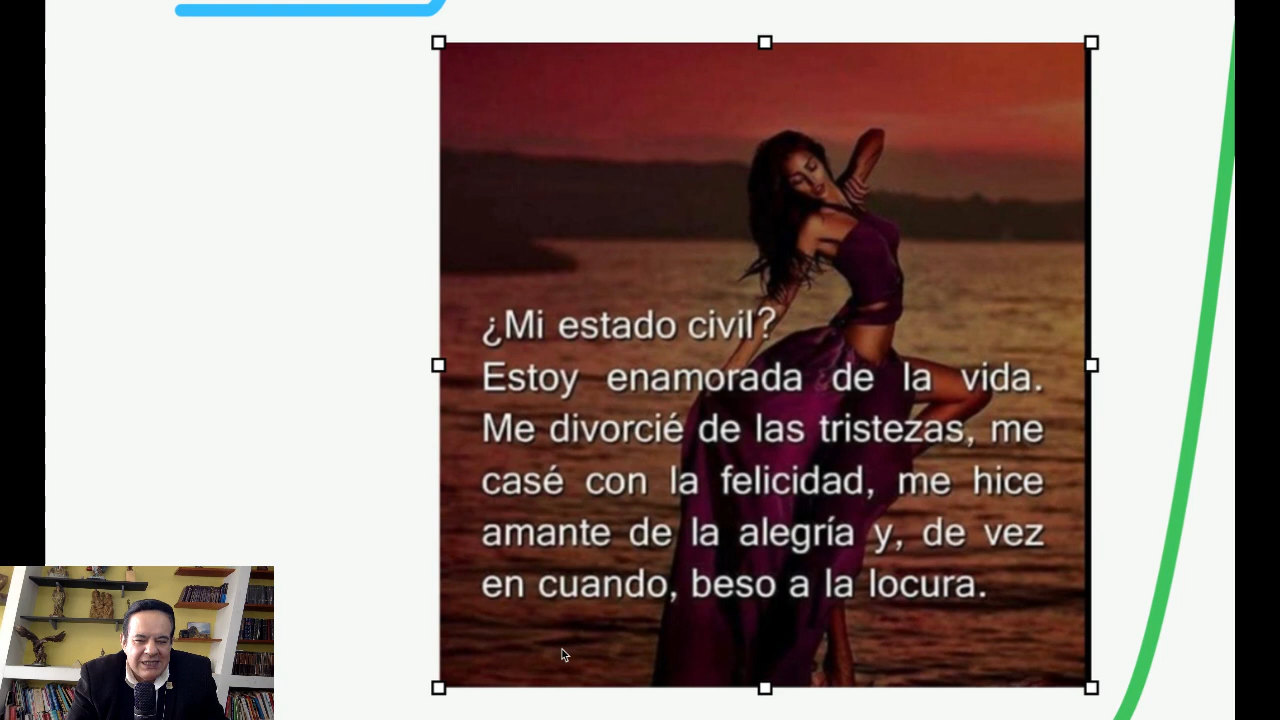 ¿Mi estado civil?
Estoy enamorada de la vida.
Me divorcié de las tristezas, me
casé con la felicidad, me hice
amante de la alegría y, de vez
en cuando, beso a la locura.